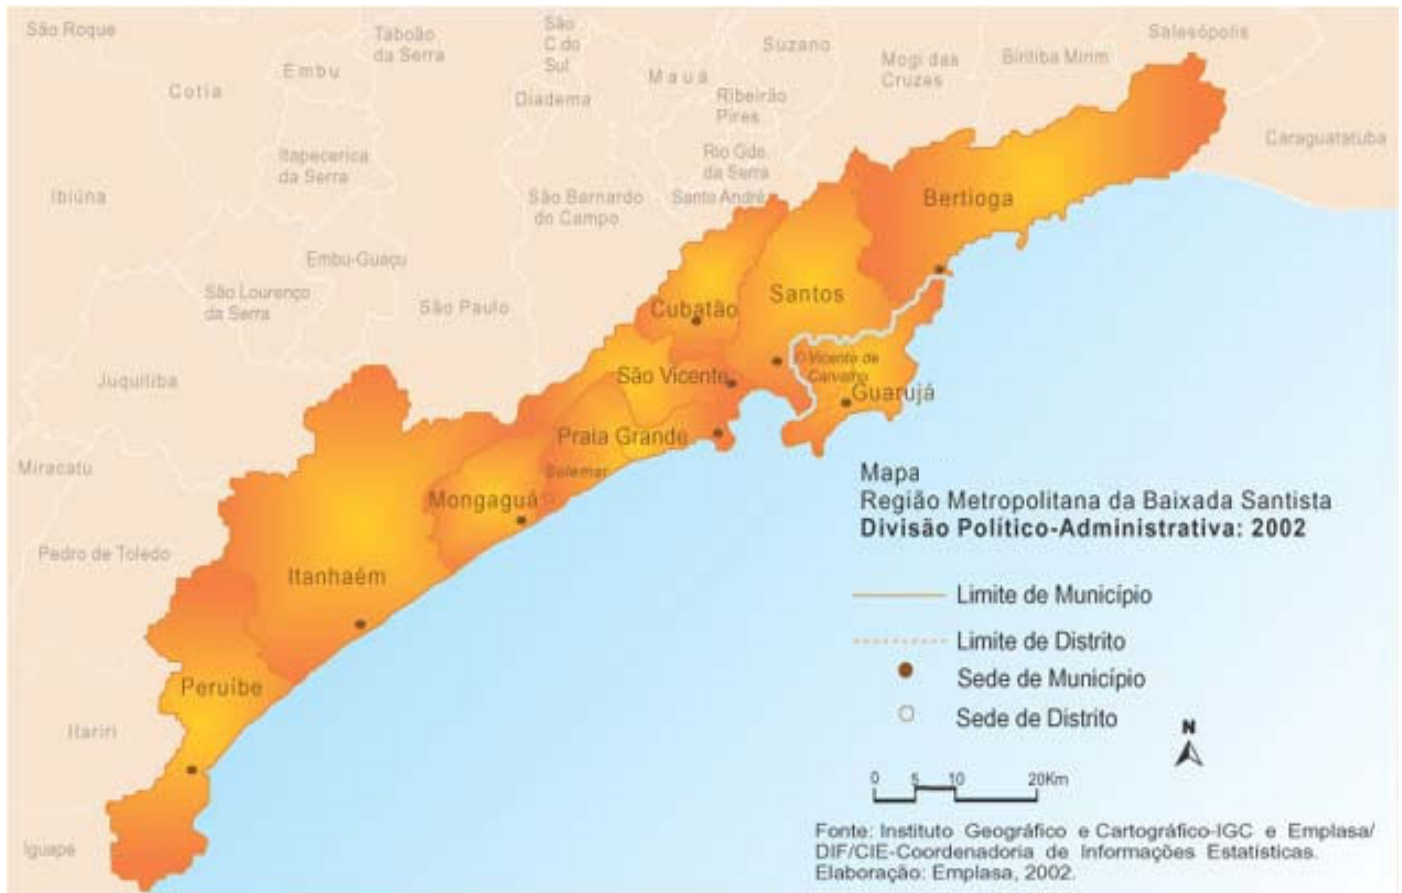 São Roque
Taboão
da Serra
São
C do
Sul
Suzano
Salesópolis
Mogi das
Cruzes
Biritiba Mirim
Embu
Cotia
Mauá
Diadema
Ribeirão
Pires
Caraguatatuba
Itapecerica
da Serra
Rio Gde.
da Serra
Ibiúna
São Bernardo
do Campo
Santo André
Bertioga
Embu-Guaçu
São Lourenço
da Serra
São Paulo
Cubatão
Santos
Juquitiba
São Vicente
Vicente de
Carvalho
Guarujá
Praia Grande
Solemar
Miracatu
Mongaguá
Pedro de Toledo
Itanhaém
Peruíbe
Itariri
Iguape
Mapa
Região Metropolitana da Baixada Santista
Divisão Político-Administrativa: 2002
Limite de Município
Limite de Distrito
Sede de Município
Sede de Distrito
N
0 5 10 20Km
Fonte: Instituto Geográfico e Cartográfico-IGC e Emplasa/
DIF/CIE-Coordenadoria de Informações Estatísticas.
Elaboração: Emplasa, 2002.